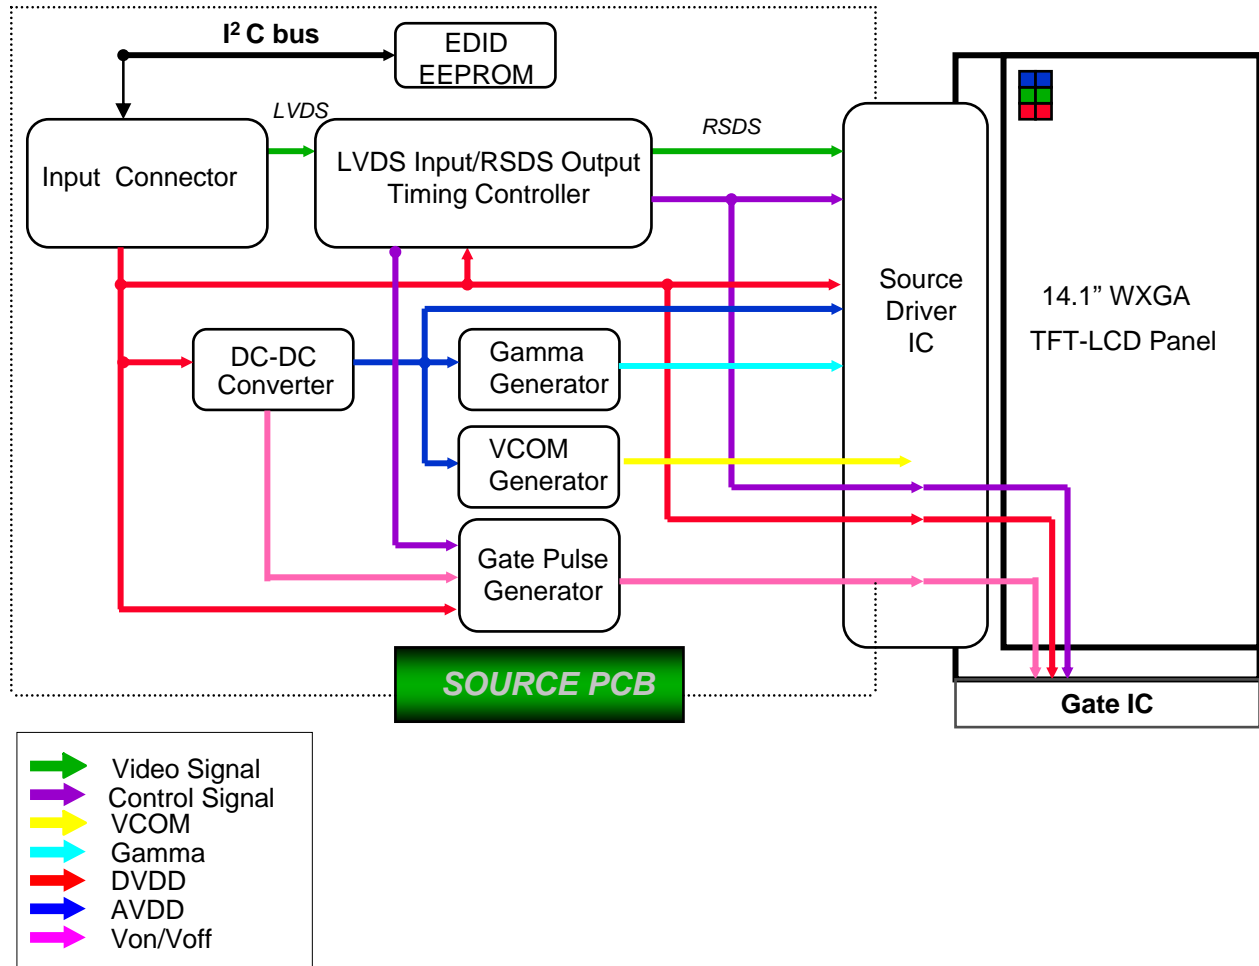 I² C bus
EDID
EEPROM
LVDS
RSDS
Input Connector
LVDS Input/RSDS Output
Timing Controller
Source
Driver
IC
14.1” WXGA
TFT-LCD Panel
DC-DC
Converter
Gamma
Generator
VCOM
Generator
Gate Pulse
Generator
SOURCE PCB
Gate IC
Video Signal
Control Signal
VCOM
Gamma
DVDD
AVDD
Von/Voff